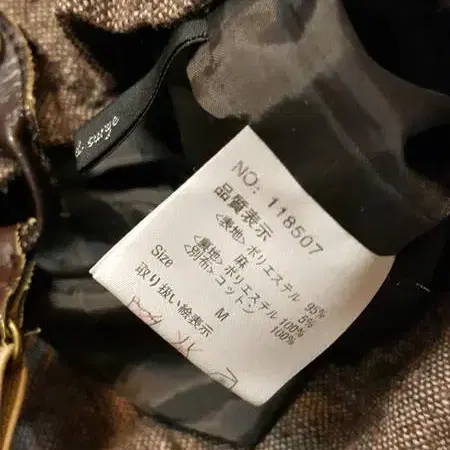 NO: 118507
品質表示
<表地> ポリエステル 95%
麻 5%
<裏地> ポリエステル 100%
<別布> コットン 100%
Size M
取り扱い絵表示